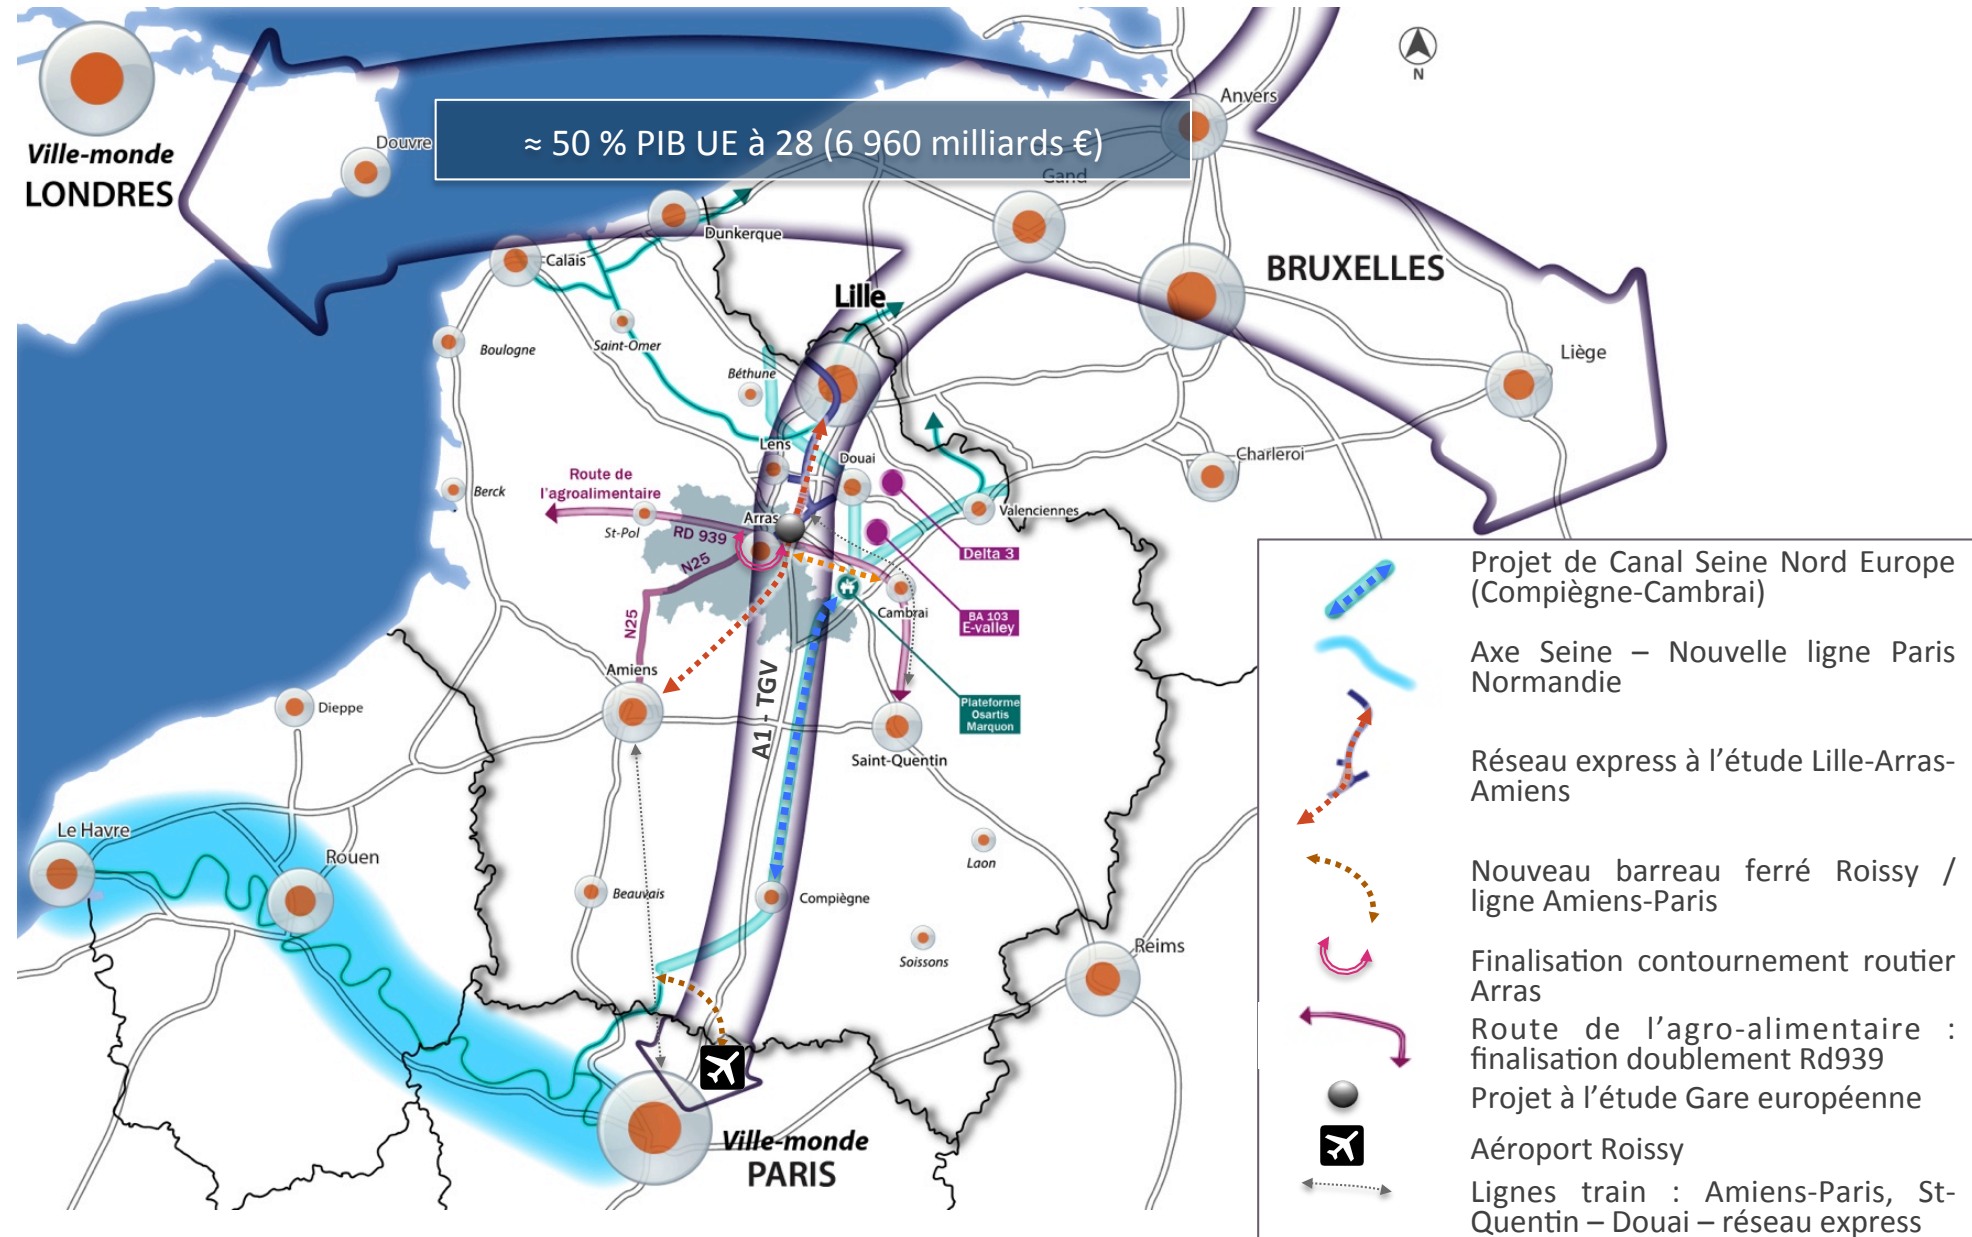 N
Anvers
Ville-monde
LONDRES
Douvre
≈ 50 % PIB UE à 28 (6 960 milliards €)
Gand
Dunkerque
Calais
BRUXELLES
Lille
Saint-Omer
Boulogne
Liège
Béthune
Lens
Douai
Charleroi
Route de
l'agroalimentaire
Berck
Arras
Valenciennes
St-Pol
RD 939
Delta 3
N25
N25
Cambrai
BA 103
E-valley
Amiens
A1 - TGV
Plateforme
Osartis
Marquon
Dieppe
Saint-Quentin
Le Havre
Rouen
Laon
Beauvais
Compiègne
Soissons
Reims
Ville-monde
PARIS
Projet de Canal Seine Nord Europe
(Compiègne-Cambrai)
Axe Seine – Nouvelle ligne Paris
Normandie
Réseau express à l'étude Lille-Arras-
Amiens
Nouveau barreau ferré Roissy /
ligne Amiens-Paris
Finalisation contournement routier
Arras
Route de l'agro-alimentaire :
finalisation doublement Rd939
Projet à l'étude Gare européenne
Aéroport Roissy
Lignes train : Amiens-Paris, St-
Quentin – Douai – réseau express